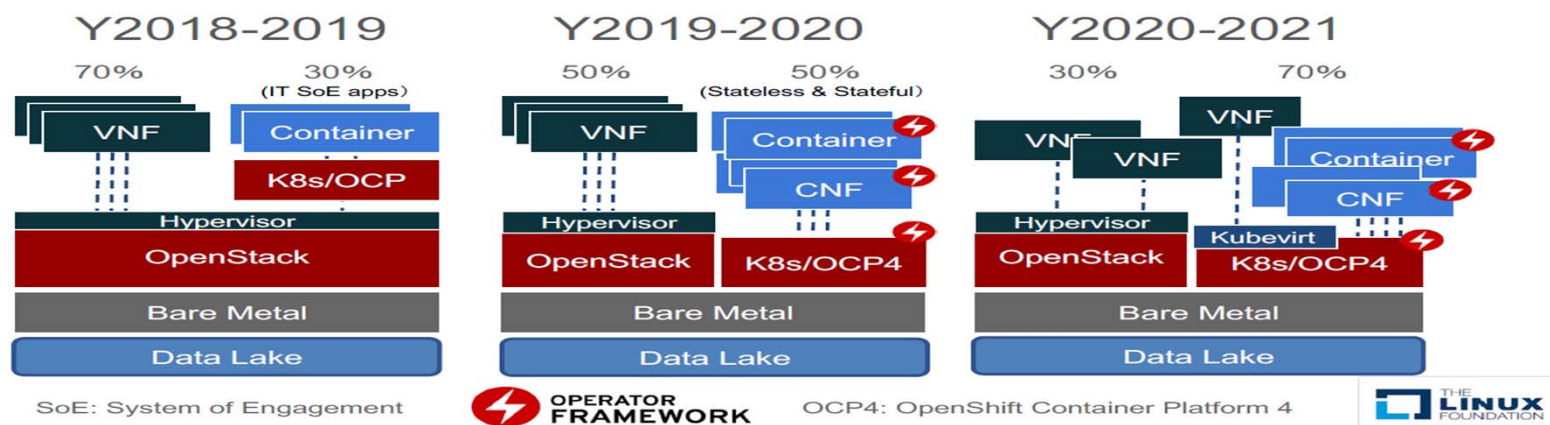 Y2018-2019
70%
30%
(IT SoE apps)
VNF
Container
K8s/OCP
Hypervisor
OpenStack
Bare Metal
Data Lake
Y2019-2020
50%
50%
(Stateless & Stateful)
VNF
Container
CNF
Hypervisor
OpenStack
K8s/OCP4
Bare Metal
Data Lake
Y2020-2021
30%
70%
VNF
VNF
VNF
Container
CNF
Hypervisor
Kubevirt
OpenStack
K8s/OCP4
Bare Metal
Data Lake
SoE: System of Engagement
OPERATOR
FRAMEWORK
OCP4: OpenShift Container Platform 4
THE
LINUX
FOUNDATION